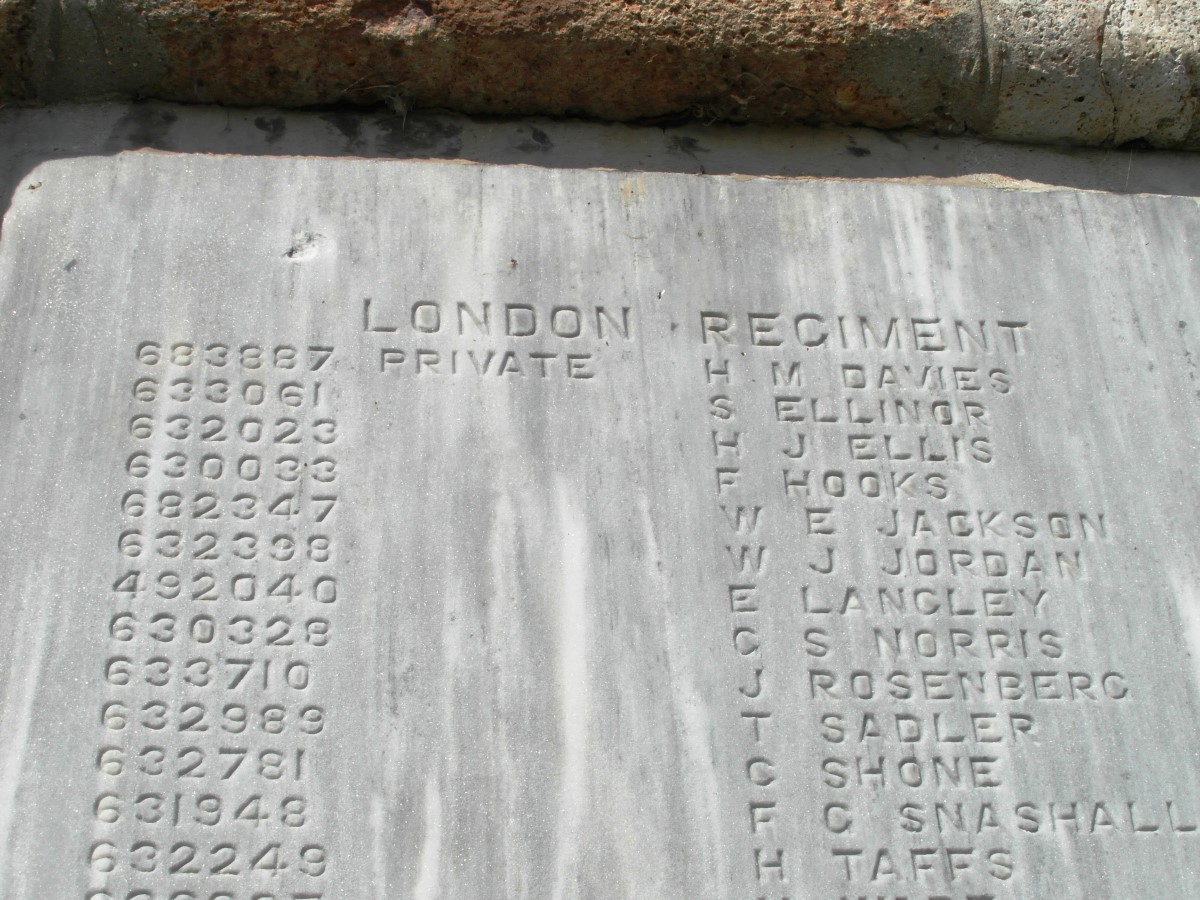 LONDON REGIMENT
683887 PRIVATE H M DAVIES
633061 S ELLINOR
632023 H J ELLIS
630033 F HOOKS
682347 W E JACKSON
632398 W J JORDAN
492040 E LANGLEY
630328 G S NORRIS
633710 J ROSENBERG
632989 T SADLER
632781 G SHONE
631948 F G SNASHALL
632249 H TAFFS